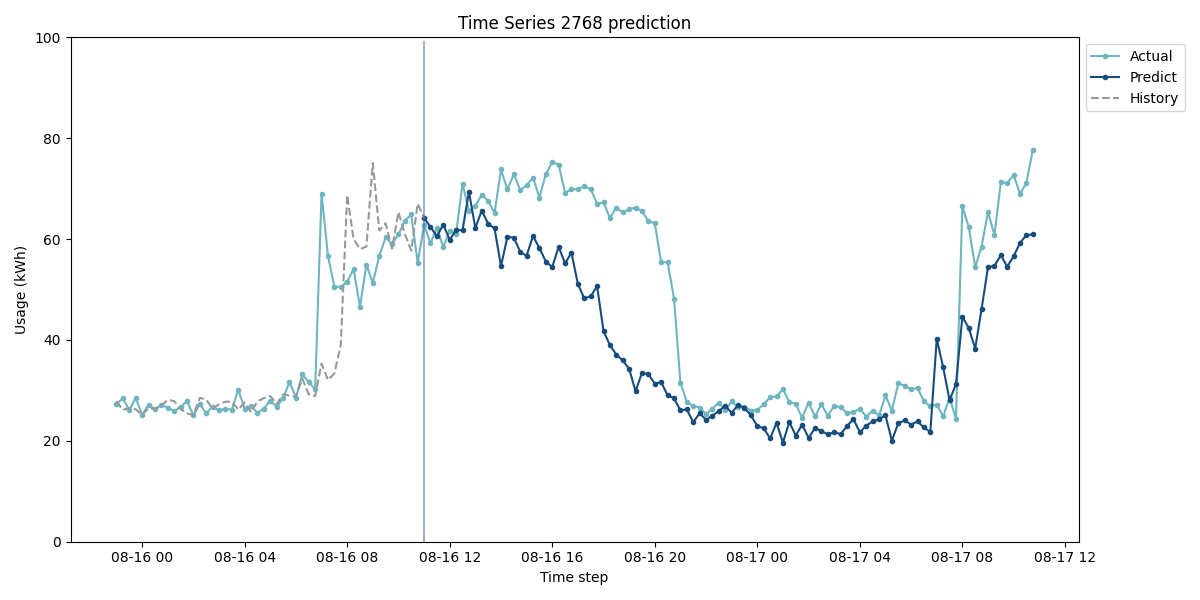 Time Series 2768 prediction
Actual
Predict
History
Usage (kWh)
100
80
60
40
20
0
08-16 00
08-16 04
08-16 08
08-16 12
08-16 16
08-16 20
08-17 00
08-17 04
08-17 08
08-17 12
Time step